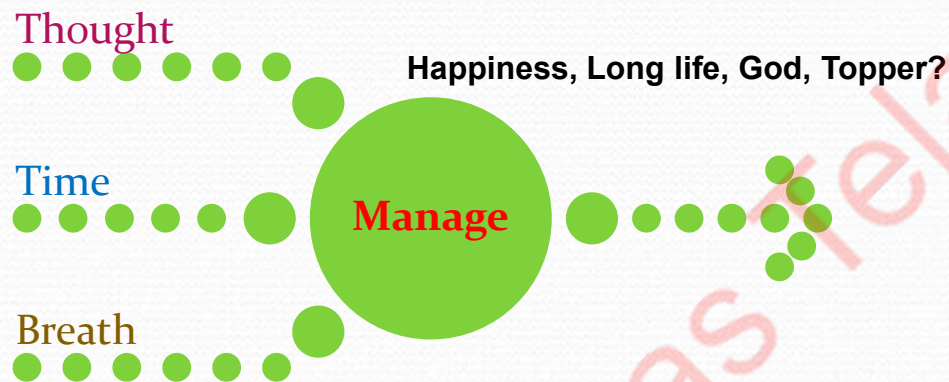 Thought
Happiness, Long life, God, Topper?
Time
Manage
Breath